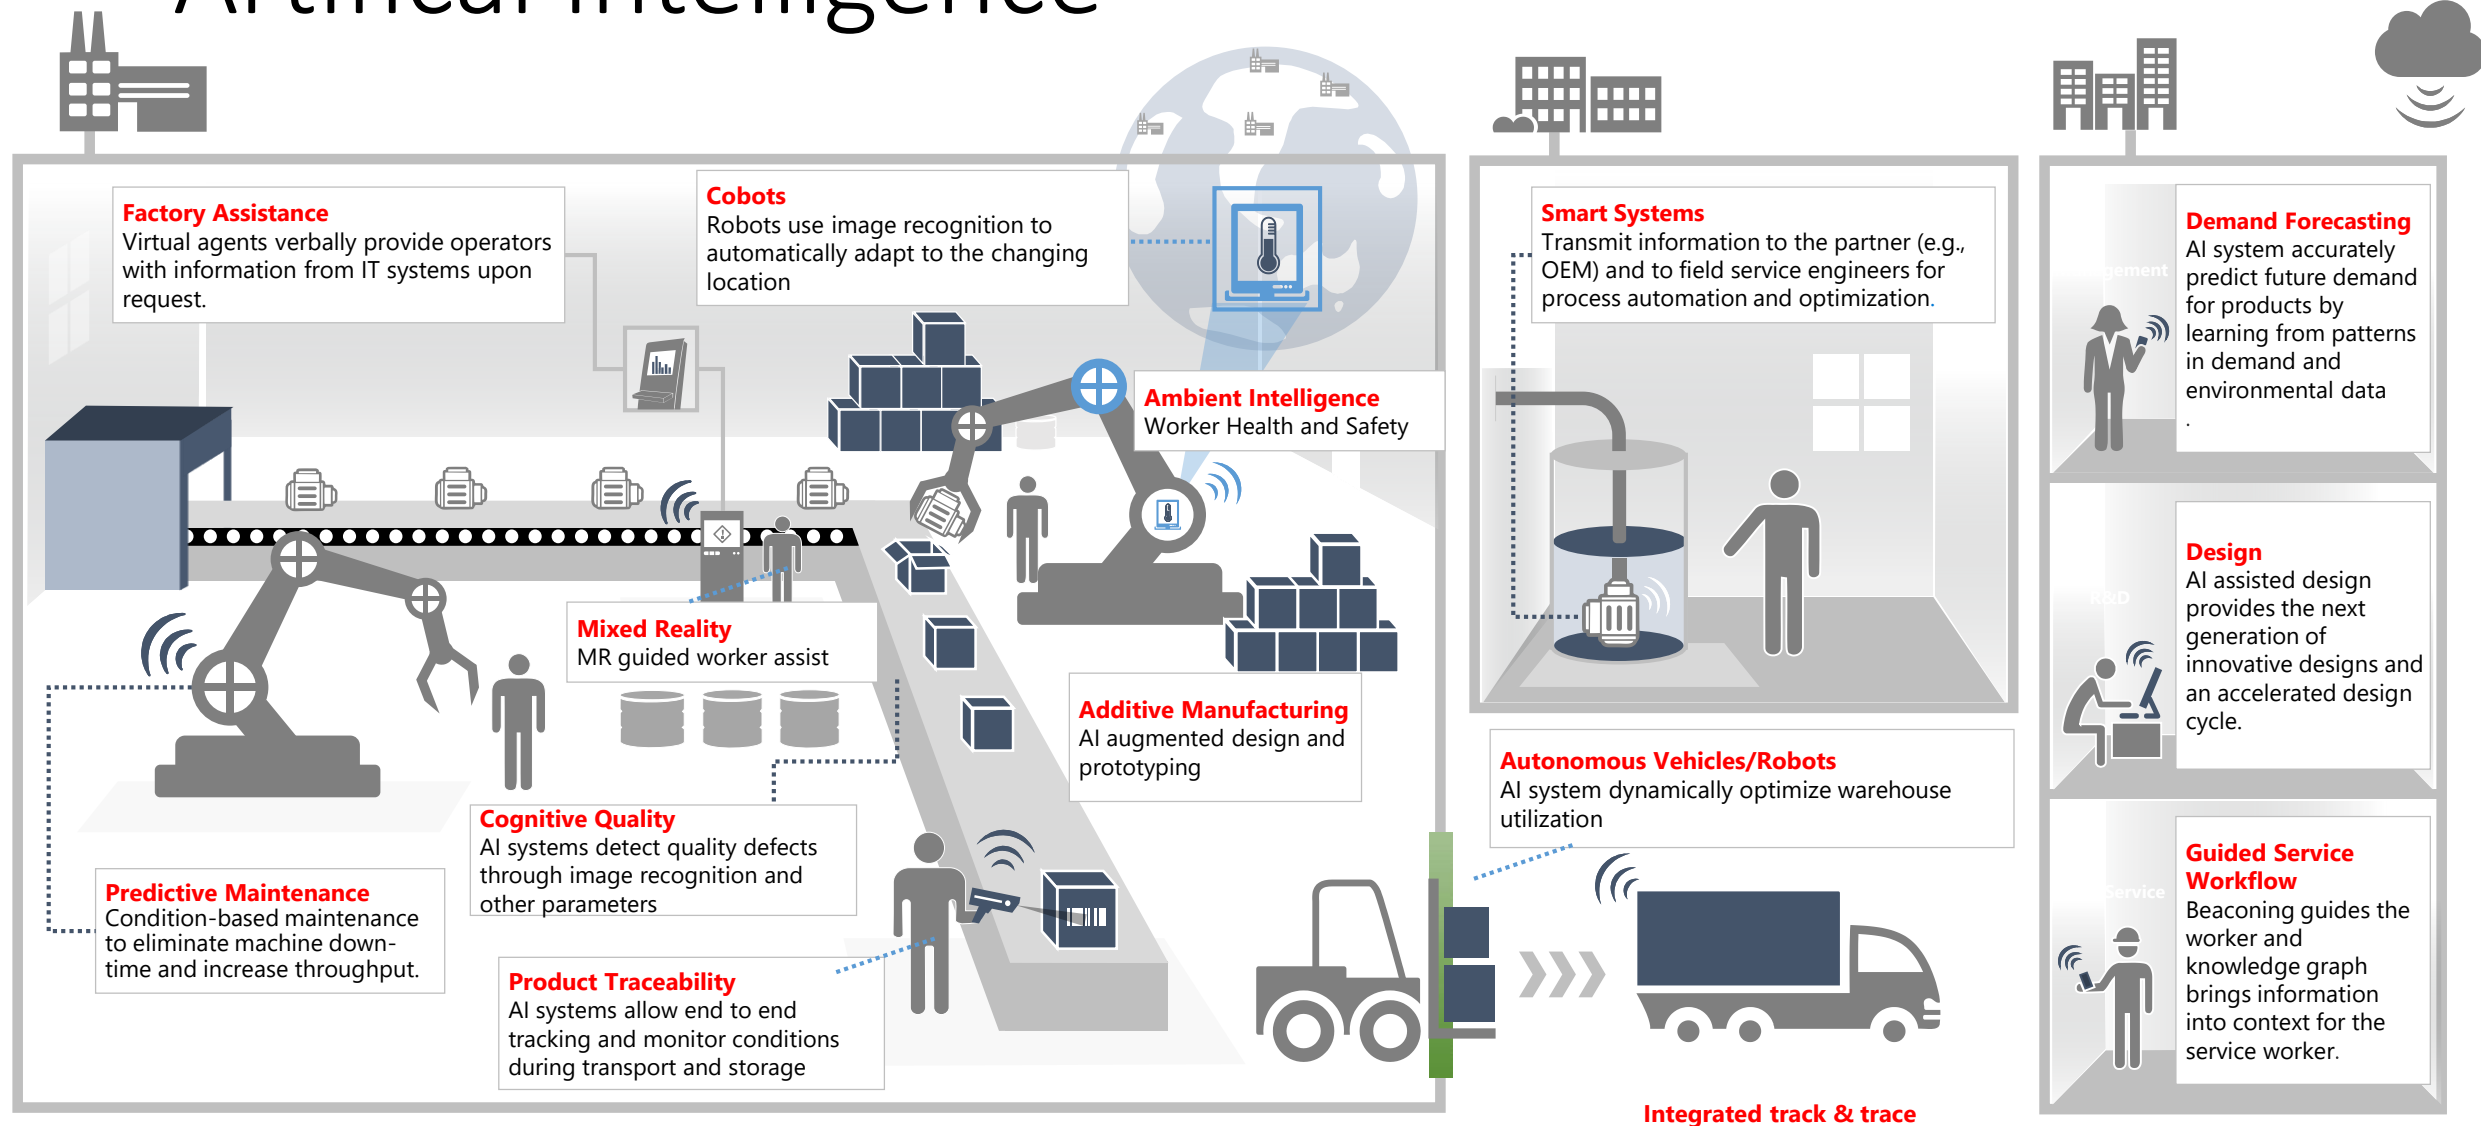 Artifical Intelligence
Factory Assistance
Virtual agents verbally provide operators
with information from IT systems upon
request.
Cobots
Robots use image recognition to
automatically adapt to the changing
location
Ambient Intelligence
Worker Health and Safety
Mixed Reality
MR guided worker assist
Additive Manufacturing
AI augmented design and
prototyping
Cognitive Quality
AI systems detect quality defects
through image recognition and
other parameters
Predictive Maintenance
Condition-based maintenance
to eliminate machine down-
time and increase throughput.
Product Traceability
AI systems allow end to end
tracking and monitor conditions
during transport and storage
Smart Systems
Transmit information to the partner (e.g.,
OEM) and to field service engineers for
process automation and optimization.
Autonomous Vehicles/Robots
AI system dynamically optimize warehouse
utilization
Integrated track & trace
gement
Demand Forecasting
AI system accurately
predict future demand
for products by
learning from patterns
in demand and
environmental data
.
R&D
Design
AI assisted design
provides the next
generation of
innovative designs and
an accelerated design
cycle.
Service
Guided Service
Workflow
Beaconing guides the
worker and
knowledge graph
brings information
into context for the
service worker.